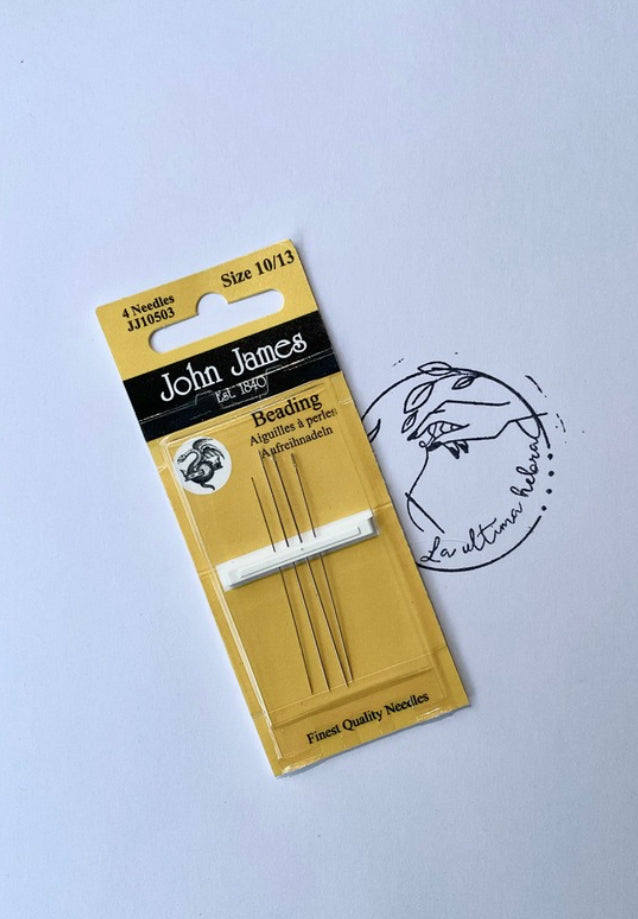 Size 10/13
4 Needles
JJ10503
John James
Est. 1840
Beading
Aiguilles à perles
Aufreihnadeln
Finest Quality Needles
La ultima hebra